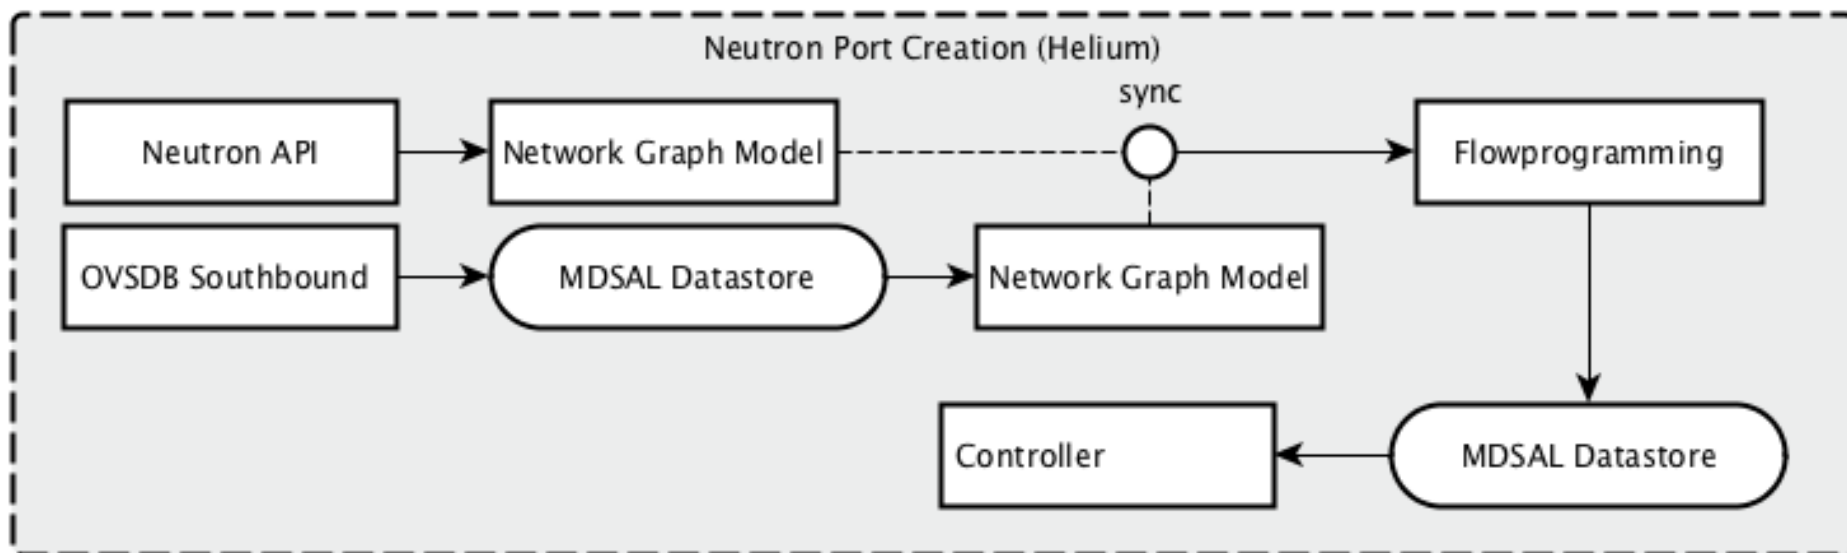 Neutron Port Creation (Helium)
sync
Neutron API
Network Graph Model
Flowprogramming
OVSDB Southbound
MDSAL Datastore
Network Graph Model
Controller
MDSAL Datastore